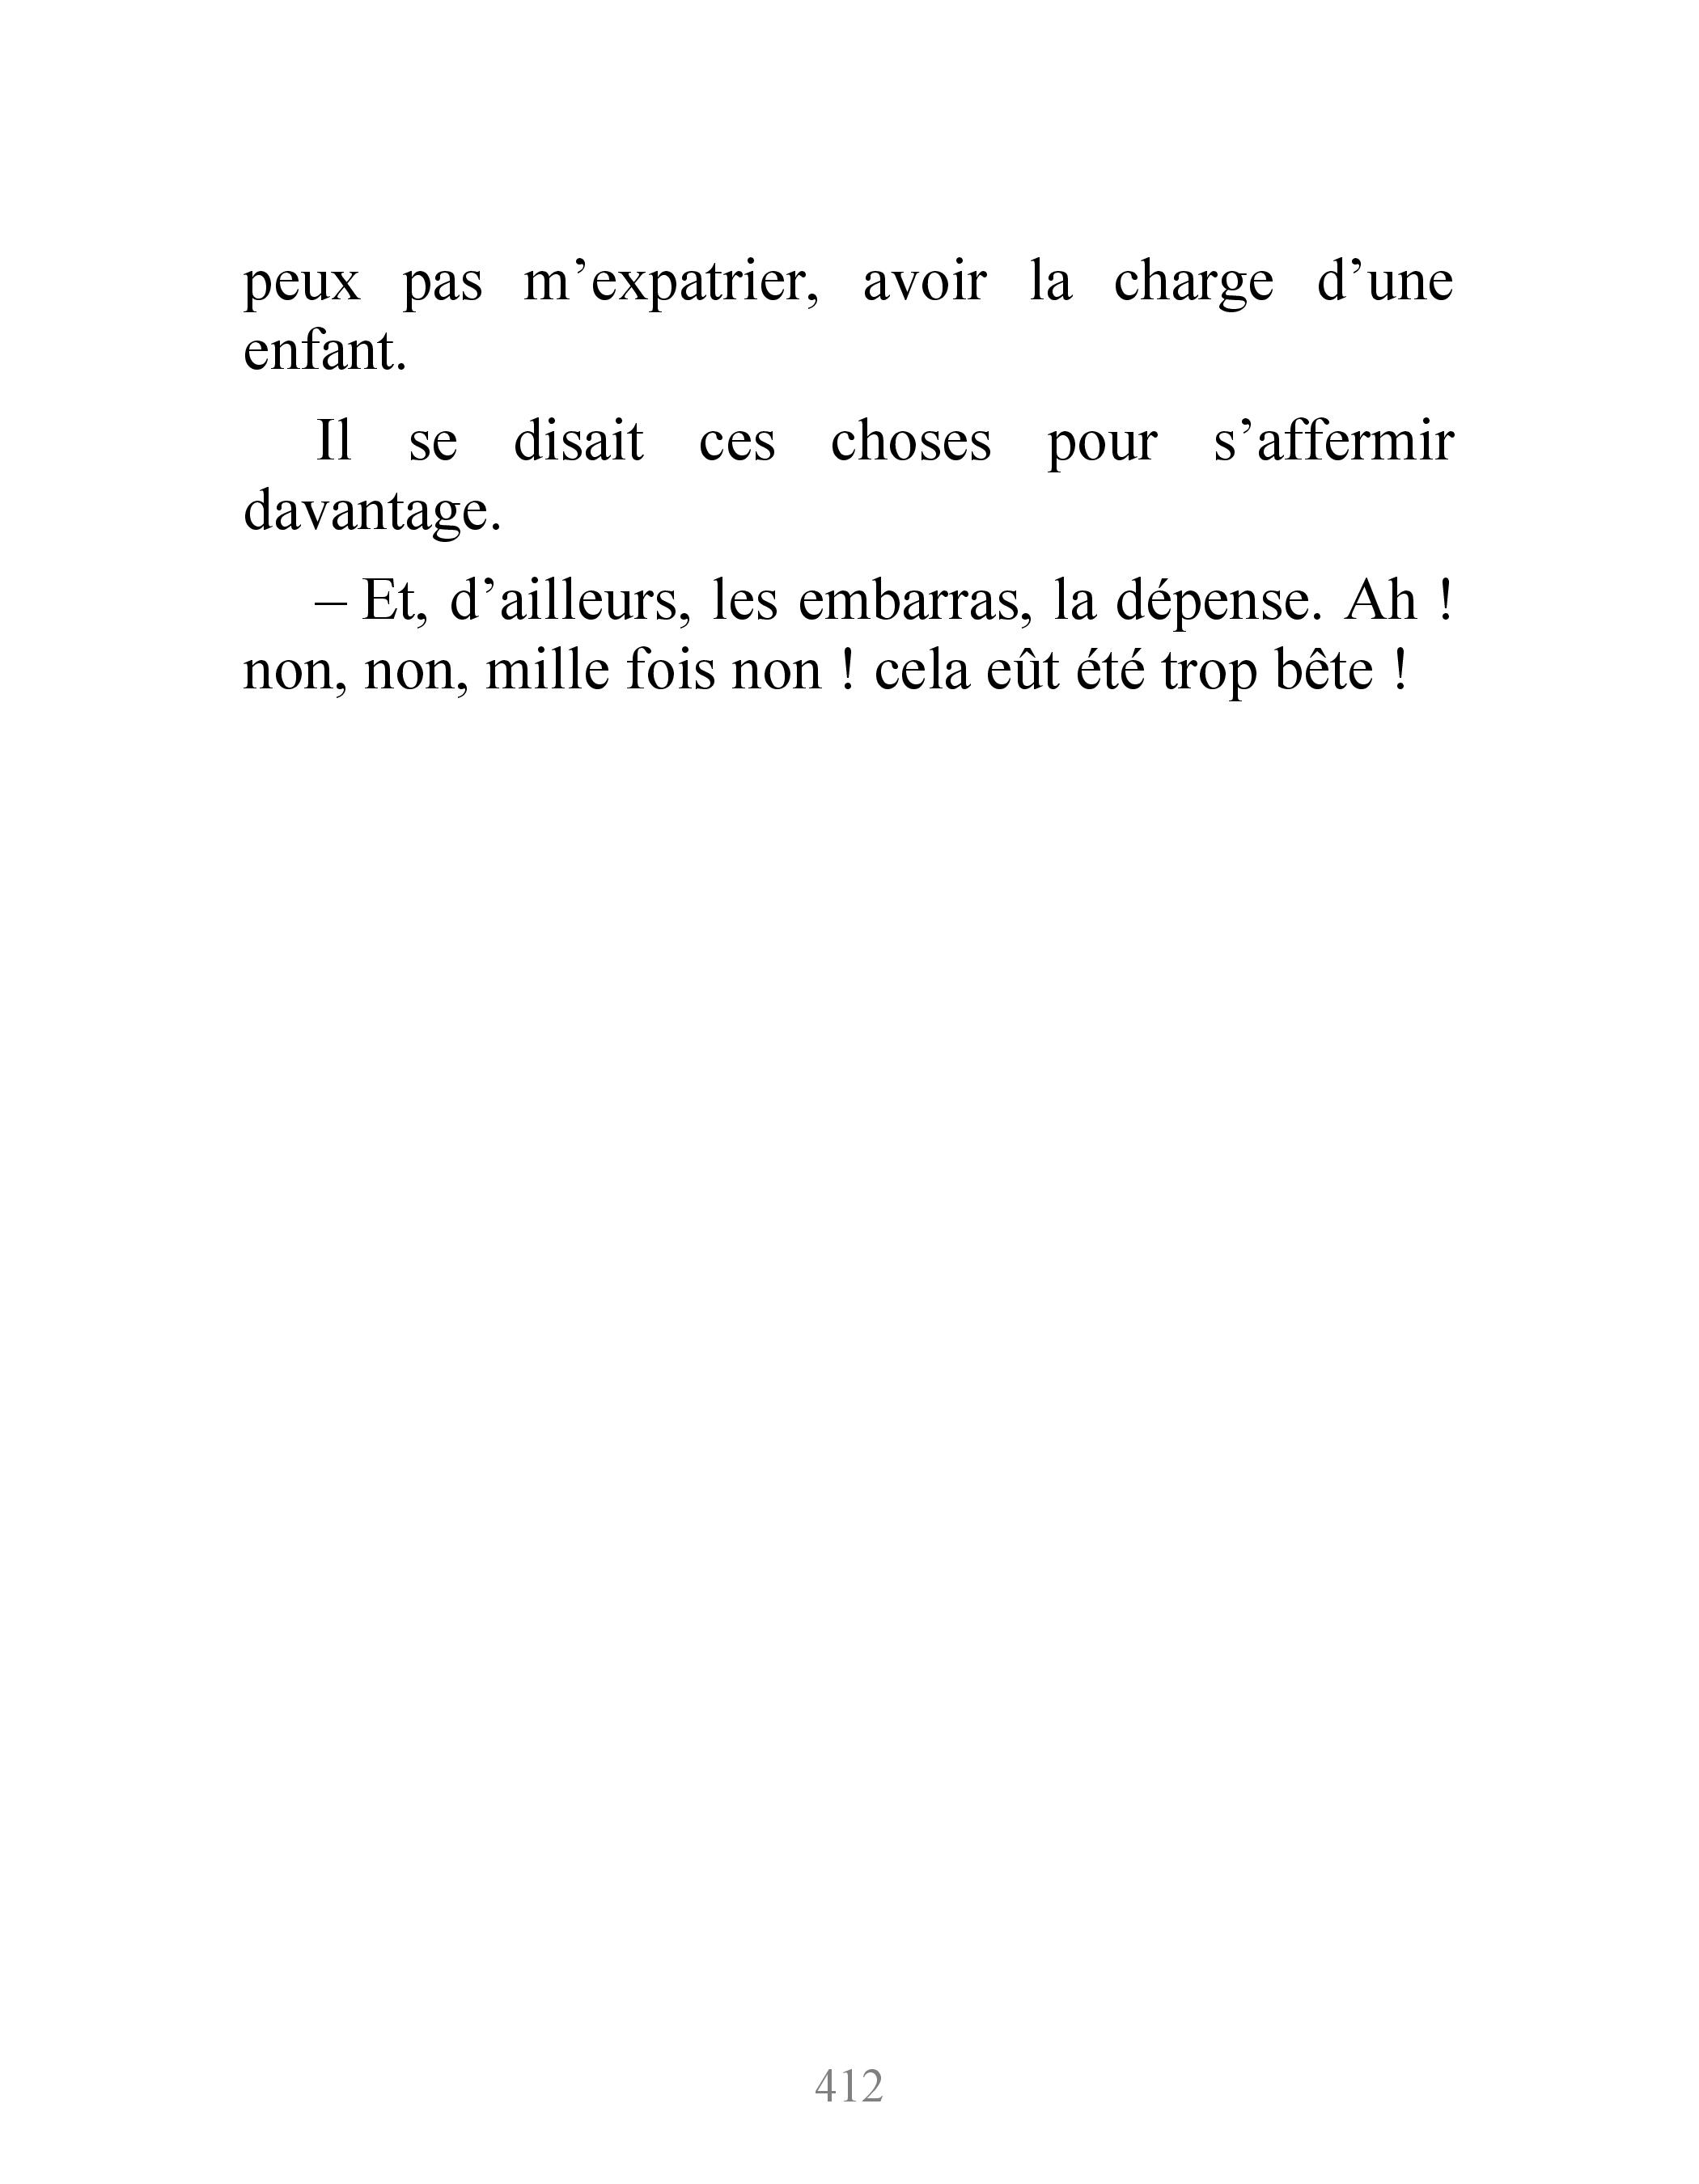 peux pas m’expatrier, avoir la charge d’une
enfant.
Il se disait ces choses pour s’affermir
davantage.
– Et, d’ailleurs, les embarras, la dépense. Ah !
non, non, mille fois non ! cela eût été trop bête !
412